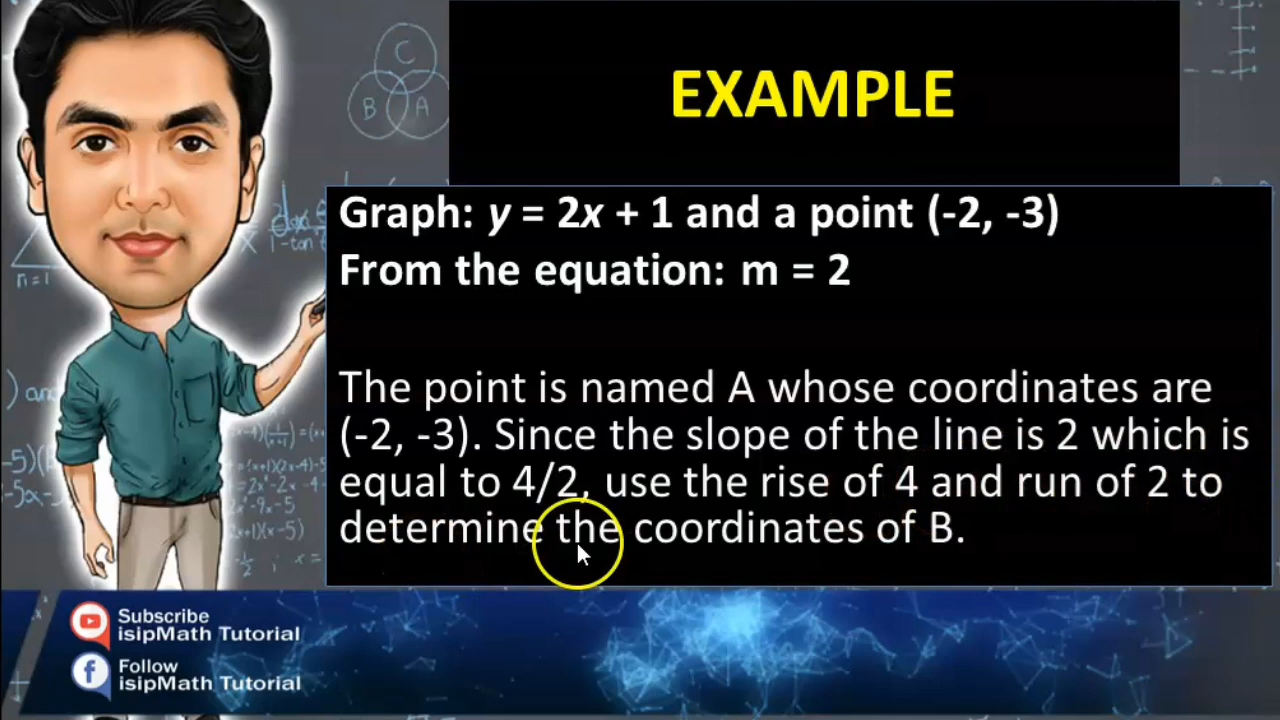 EXAMPLE
C
B A
Graph: y = 2x + 1 and a point (-2, -3)
From the equation: m = 2
n=1
The point is named A whose coordinates are
(-2, -3). Since the slope of the line is 2 which is
equal to 4/2, use the rise of 4 and run of 2 to
determine the coordinates of B.
Subscribe
isipMath Tutorial
Follow
isipMath Tutorial